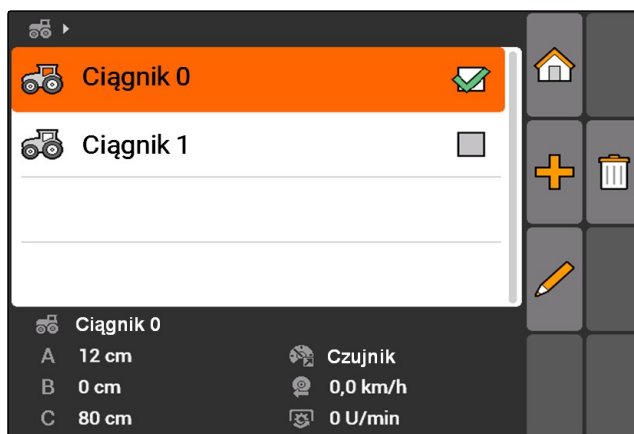 Ciągnik 0
Ciągnik 1
Ciągnik 0
A 12 cm Czujnik
B 0 cm 0,0 km/h
C 80 cm 0 U/min